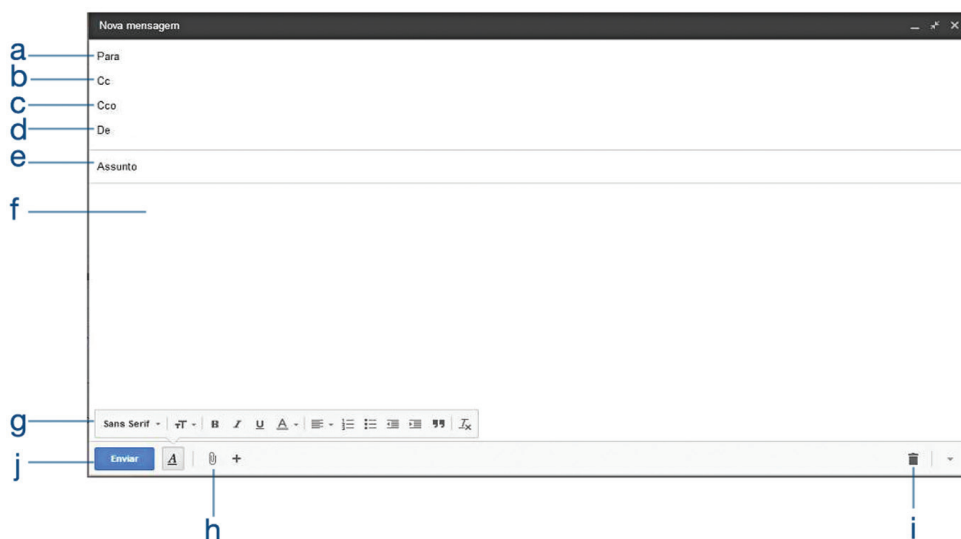 Nova mensagem
a Para
b Cc
c Cco
d De
e Assunto
f
g Sans Serif B I U A
j Enviar A
h
i